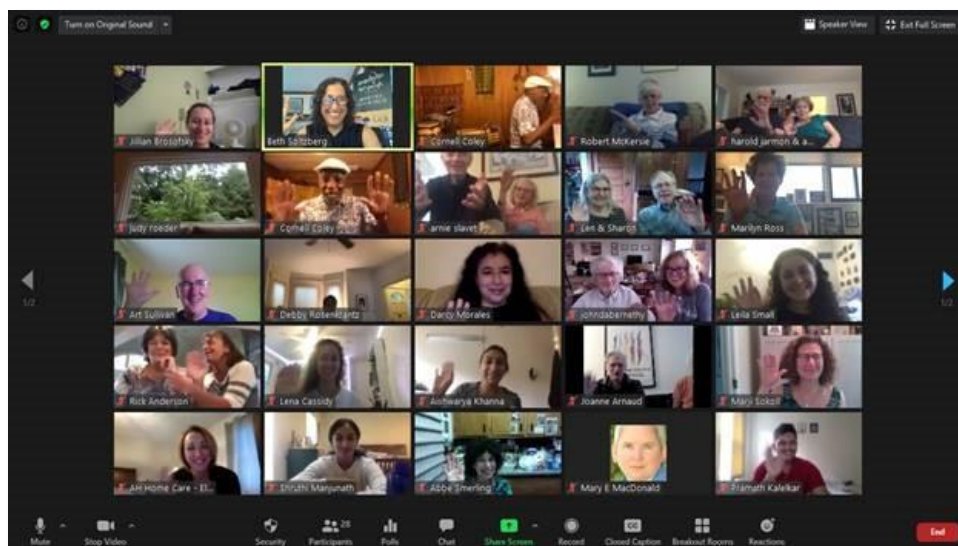 Turn on Original Sound
Speaker View
Exit Full Screen
Jillian Brosofsky
Beth Soltzberg
Cornell Coley
Robert McKersie
harold jarmon & a...
judy roeder
Cornell Coley
arnie slavet
Len & Sharon
Marilyn Ross
Art Sullivan
Debby Rosenkrantz
Darcy Morales
johndabernethy
Leila Small
1/2
1/2
Rick Anderson
Lena Cassidy
Aishwarya Khanna
Joanne Arnaud
Marji Sokoll
AH Home Care - El...
Shruthi Manjunath
Abbe Smerling
Mary E MacDonald
Pramath Kalelkar
Mute
Stop Video
Security
28
Participants
Polls
Chat
Share Screen
Record
CC
Closed Caption
Breakout Rooms
Reactions
End